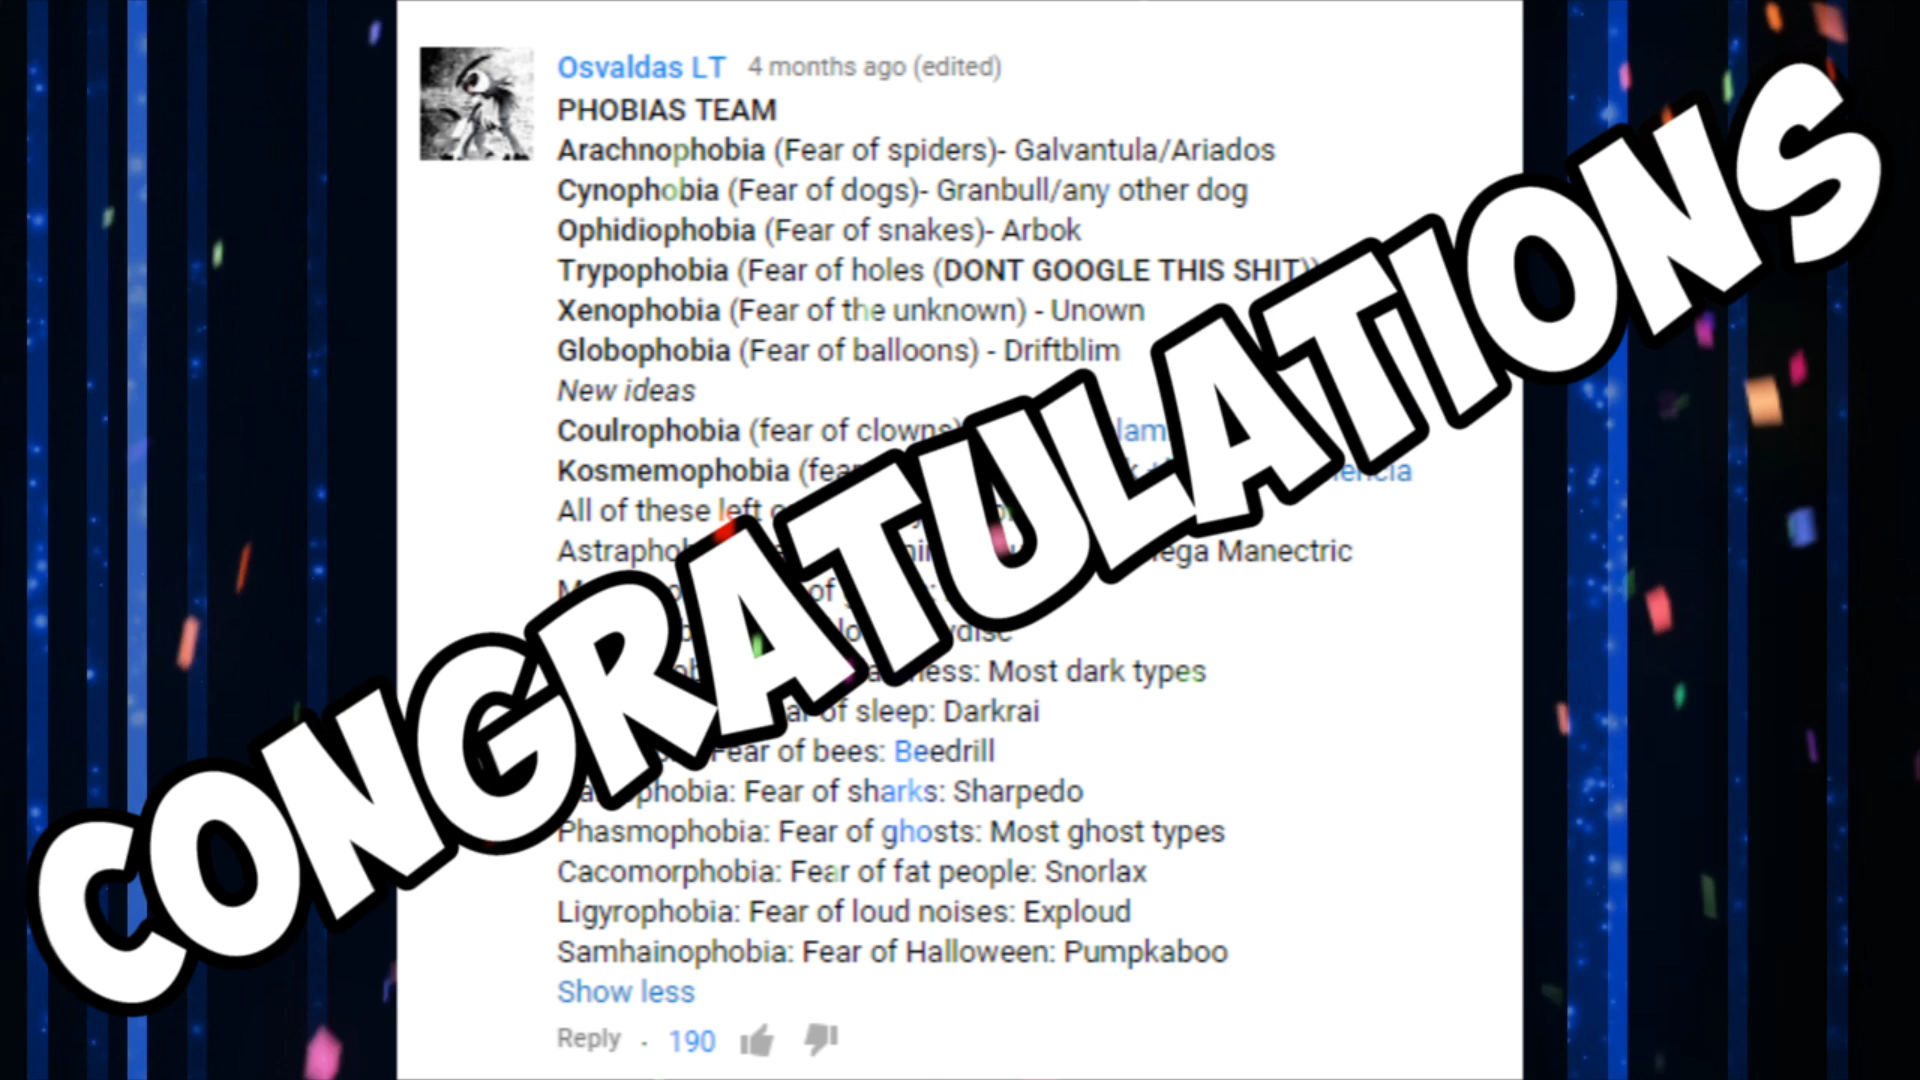 Osvaldas LT 4 months ago (edited)
PHOBIAS TEAM
Arachnophobia (Fear of spiders)- Galvantula/Ariados
Cynophobia (Fear of dogs)- Granbull/any other dog
Ophidiophobia (Fear of snakes)- Arbok
Trypophobia (Fear of holes (DONT GOOGLE THIS SHIT))
Xenophobia (Fear of the unknown) - Unown
Globophobia (Fear of balloons) - Driftblim
New ideas
Coulrophobia (fear of clowns)
Kosmemophobia
All of these left
Manectric
Most dark types
of sleep: Darkrai
Fear of bees: Beedrill
Fear of sharks: Sharpedo
Phasmophobia: Fear of ghosts: Most ghost types
Cacomorphobia: Fear of fat people: Snorlax
Ligyrophobia: Fear of loud noises: Exploud
Samhainophobia: Fear of Halloween: Pumpkaboo
Show less
Reply · 190
CONGRATULATIONS